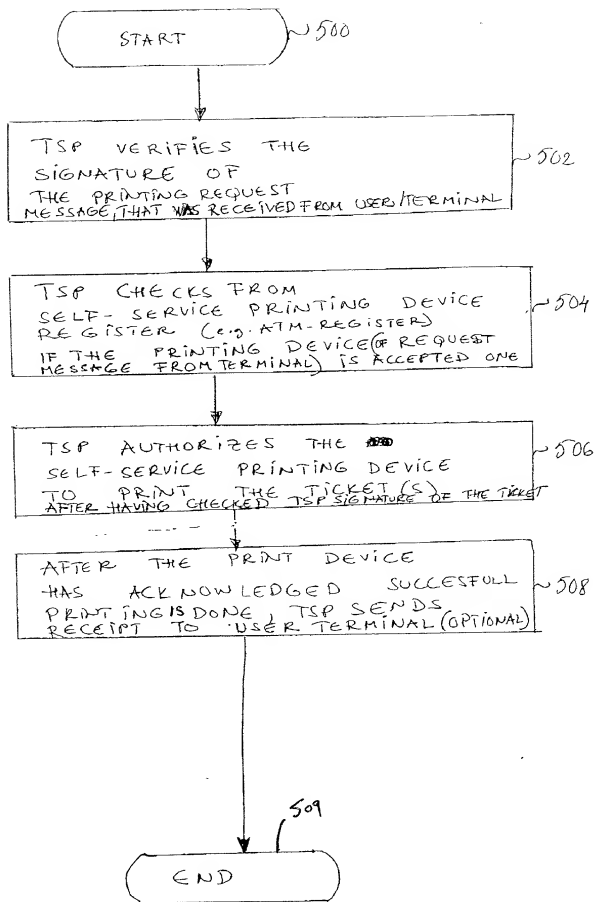 START
500
TSP VERIFIES THE
SIGNATURE OF
THE PRINTING REQUEST
MESSAGE, THAT WAS RECEIVED FROM USER/TERMINAL
502
TSP CHECKS FROM
SELF-SERVICE PRINTING DEVICE
REGISTER (e.g. ATM-REGISTER)
IF THE PRINTING DEVICE (OF REQUEST
MESSAGE FROM TERMINAL) IS ACCEPTED ONE
504
TSP AUTHORIZES THE
SELF-SERVICE PRINTING DEVICE
TO PRINT THE TICKET(S)
AFTER HAVING CHECKED TSP SIGNATURE OF THE TICKET
506
AFTER THE PRINT DEVICE
HAS ACKNOWLEDGED SUCCESFULL
PRINTING IS DONE, TSP SENDS
RECEIPT TO USER TERMINAL (OPTIONAL)
508
509
END